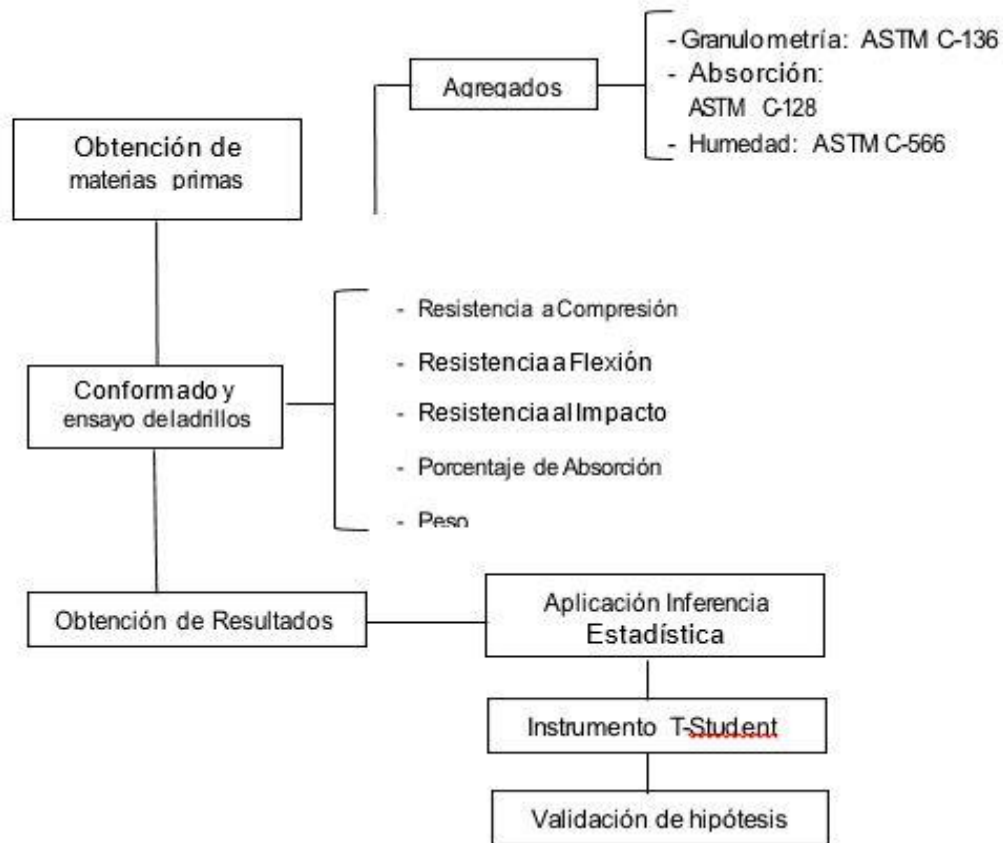 Agregados
- Granulometría: ASTM C-136
- Absorción:
ASTM C-128
- Humedad: ASTM C-566
Obtención de
materias primas
- Resistencia a Compresión
- Resistencia a Flexión
- Resistencia al Impacto
- Porcentaje de Absorción
- Peso
Conformado y
ensayo de ladrillos
Obtención de Resultados
Aplicación Inferencia
Estadística
Instrumento T-Student
Validación de hipótesis